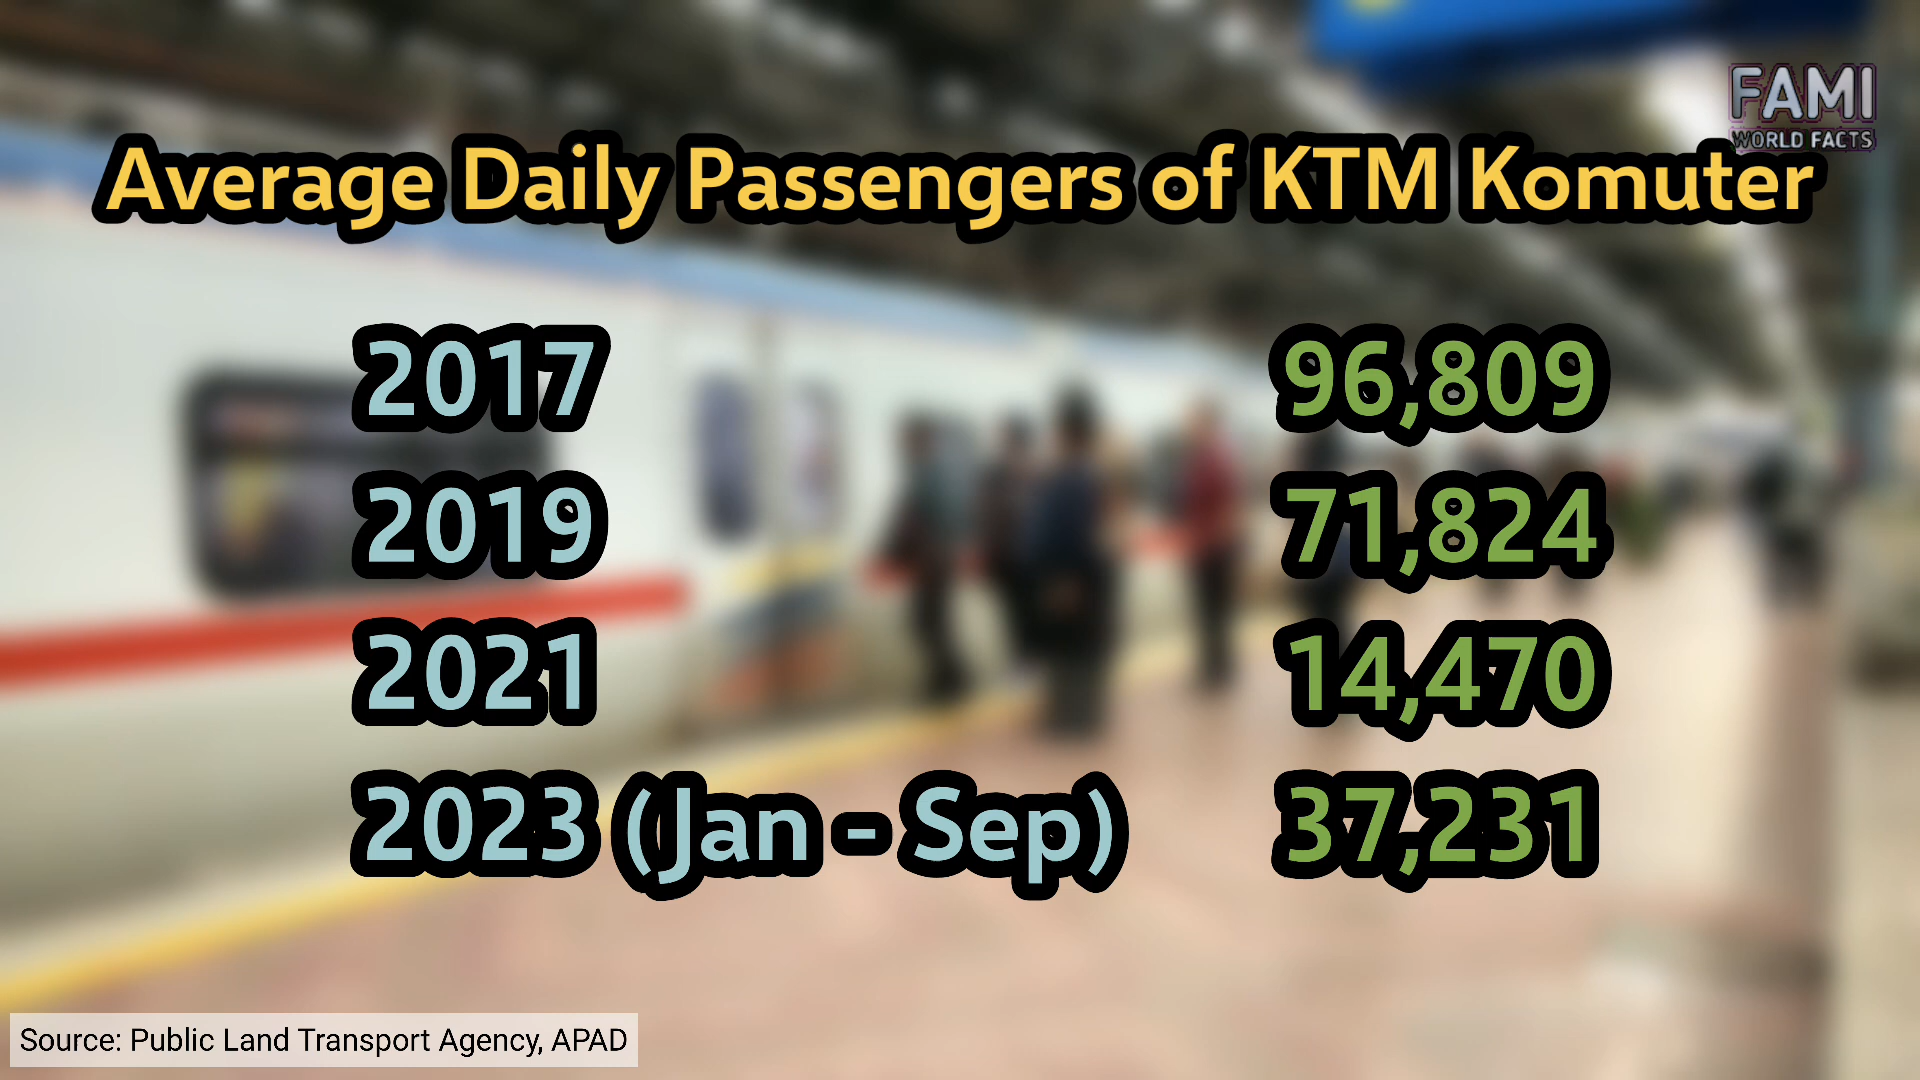 FAMI
WORLD FACTS
Average Daily Passengers of KTM Komuter
2017 96,809
2019 71,824
2021 14,470
2023 (Jan - Sep) 37,231
Source: Public Land Transport Agency, APAD